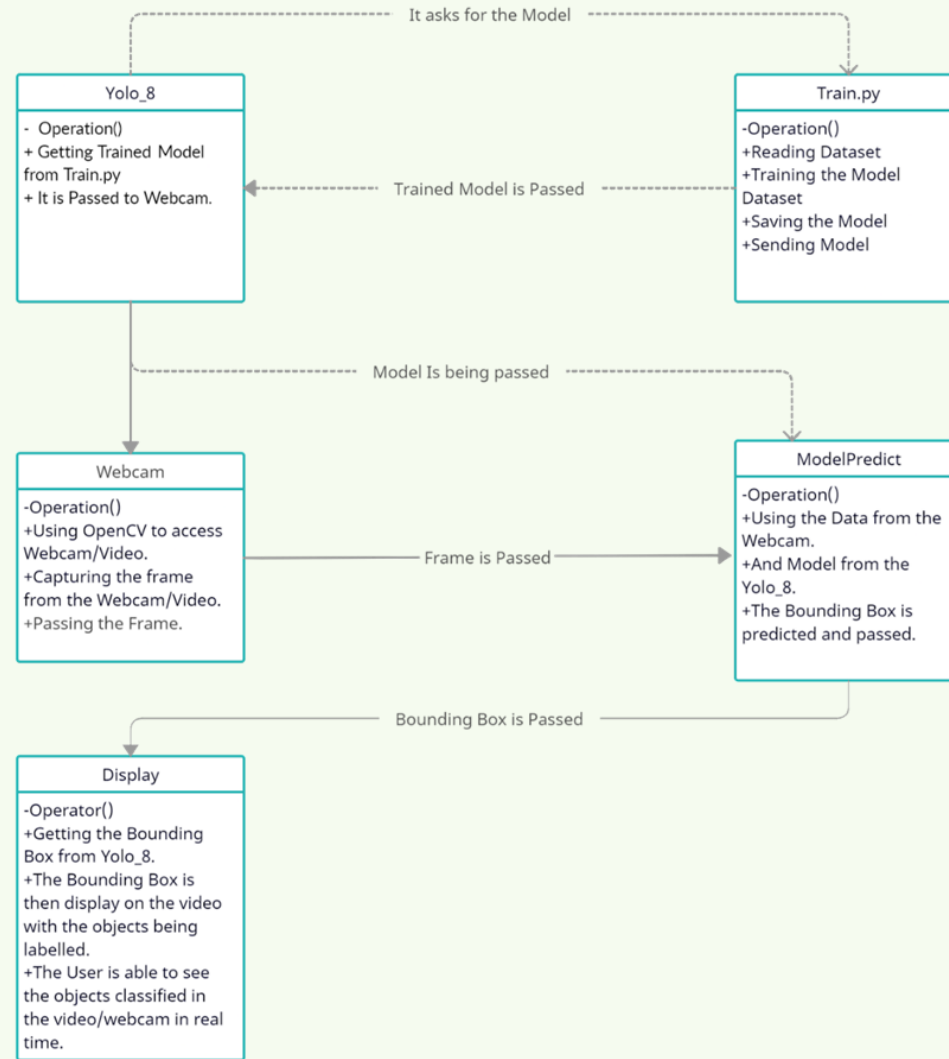 It asks for the Model
Yolo_8
- Operation()
+ Getting Trained Model
from Train.py
+ It is Passed to Webcam.
Trained Model is Passed
Train.py
-Operation()
+Reading Dataset
+Training the Model
Dataset
+Saving the Model
+Sending Model
Model Is being passed
Webcam
-Operation()
+Using OpenCV to access
Webcam/Video.
+Capturing the frame
from the Webcam/Video.
+Passing the Frame.
Frame is Passed
ModelPredict
-Operation()
+Using the Data from the
Webcam.
+And Model from the
Yolo_8.
+The Bounding Box is
predicted and passed.
Bounding Box is Passed
Display
-Operator()
+Getting the Bounding
Box from Yolo_8.
+The Bounding Box is
then display on the video
with the objects being
labelled.
+The User is able to see
the objects classified in
the video/webcam in real
time.